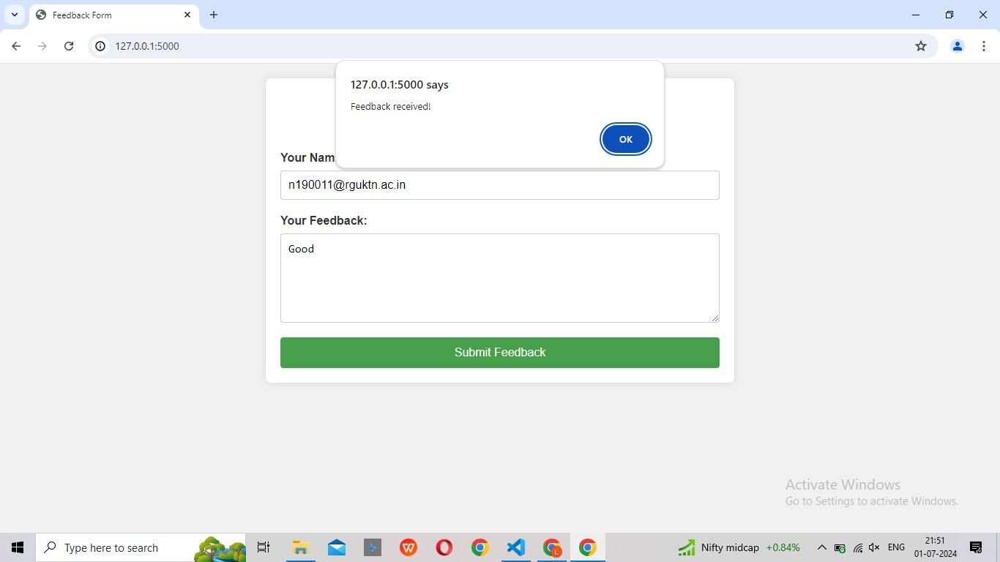 Feedback Form
127.0.0.1:5000
127.0.0.1:5000 says
Feedback received!
OK
Your Nam
n190011@rguktn.ac.in
Your Feedback:
Good
Submit Feedback
Activate Windows
Go to Settings to activate Windows.
Type here to search
W
L
Nifty midcap +0.84%
ENG
21:51
01-07-2024